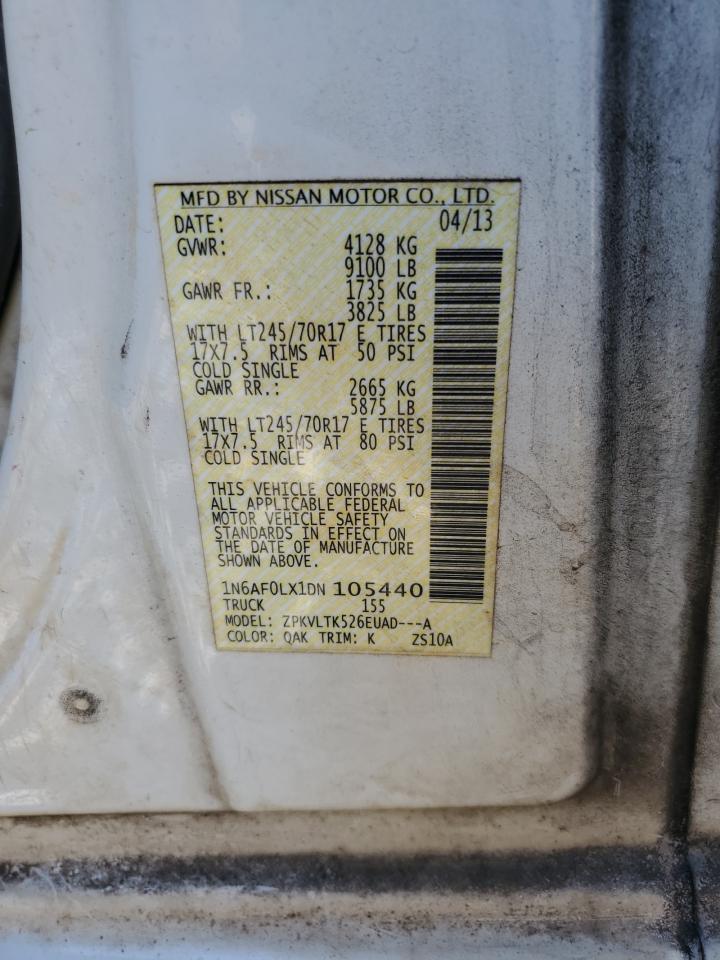 MFD BY NISSAN MOTOR CO., LTD.
DATE: 04/13
GVWR: 4128 KG
9100 LB
GAWR FR.: 1735 KG
3825 LB
WITH LT245/70R17 E TIRES
17X7.5 RIMS AT 50 PSI
COLD SINGLE
GAWR RR.: 2665 KG
5875 LB
WITH LT245/70R17 E TIRES
17X7.5 RIMS AT 80 PSI
COLD SINGLE
THIS VEHICLE CONFORMS TO
ALL APPLICABLE FEDERAL
MOTOR VEHICLE SAFETY
STANDARDS IN EFFECT ON
THE DATE OF MANUFACTURE
SHOWN ABOVE.
1N6AF0LX1DN 105440
TRUCK 155
MODEL: ZPKVLTK526EUAD---A
COLOR: QAK TRIM: K ZS10A